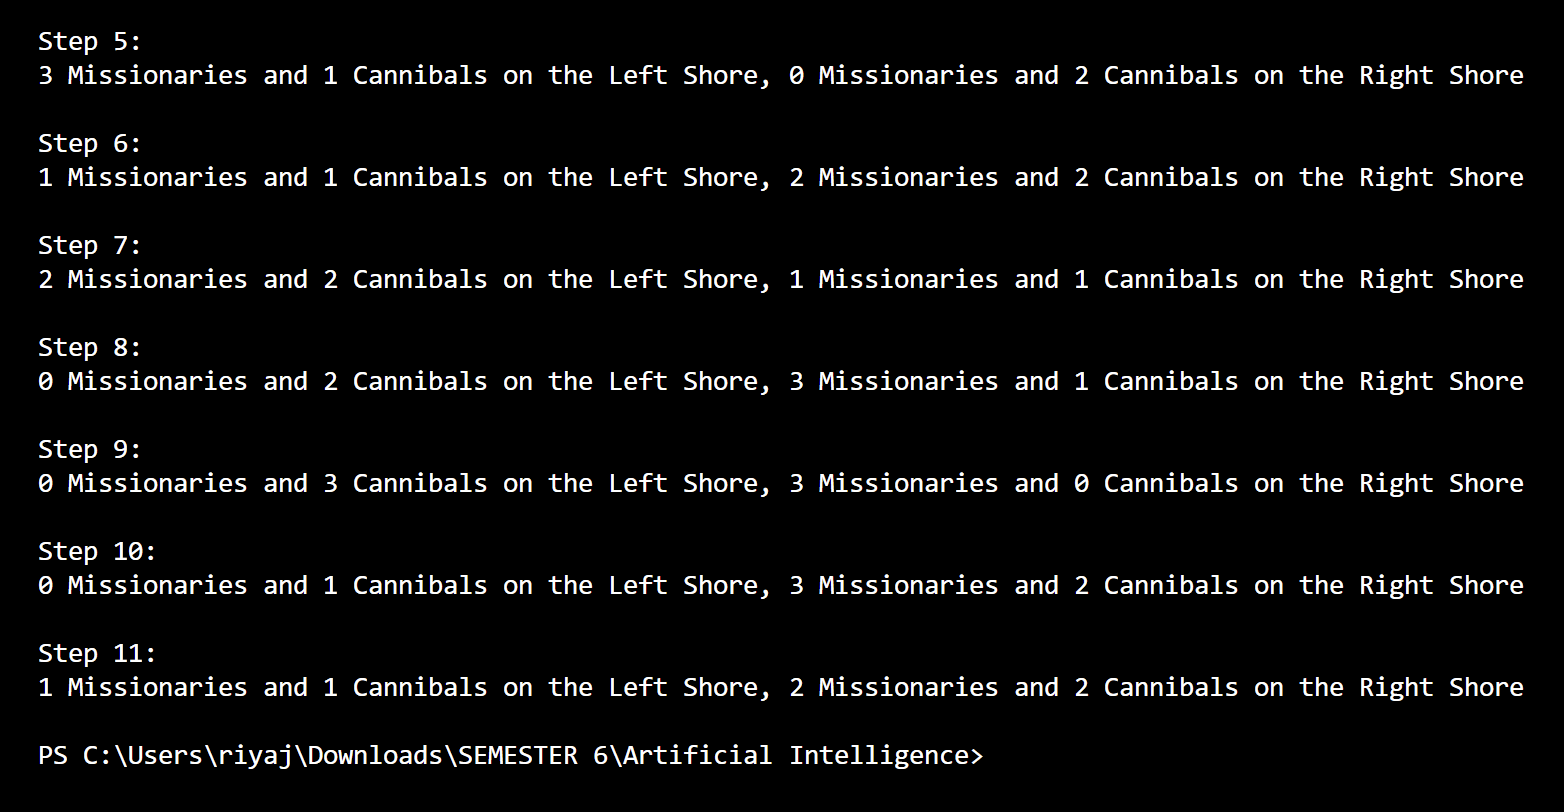 Step 5:
3 Missionaries and 1 Cannibals on the Left Shore, 0 Missionaries and 2 Cannibals on the Right Shore
Step 6:
1 Missionaries and 1 Cannibals on the Left Shore, 2 Missionaries and 2 Cannibals on the Right Shore
Step 7:
2 Missionaries and 2 Cannibals on the Left Shore, 1 Missionaries and 1 Cannibals on the Right Shore
Step 8:
0 Missionaries and 2 Cannibals on the Left Shore, 3 Missionaries and 1 Cannibals on the Right Shore
Step 9:
0 Missionaries and 3 Cannibals on the Left Shore, 3 Missionaries and 0 Cannibals on the Right Shore
Step 10:
0 Missionaries and 1 Cannibals on the Left Shore, 3 Missionaries and 2 Cannibals on the Right Shore
Step 11:
1 Missionaries and 1 Cannibals on the Left Shore, 2 Missionaries and 2 Cannibals on the Right Shore
PS C:\Users\riyaj\Downloads\SEMESTER 6\Artificial Intelligence>